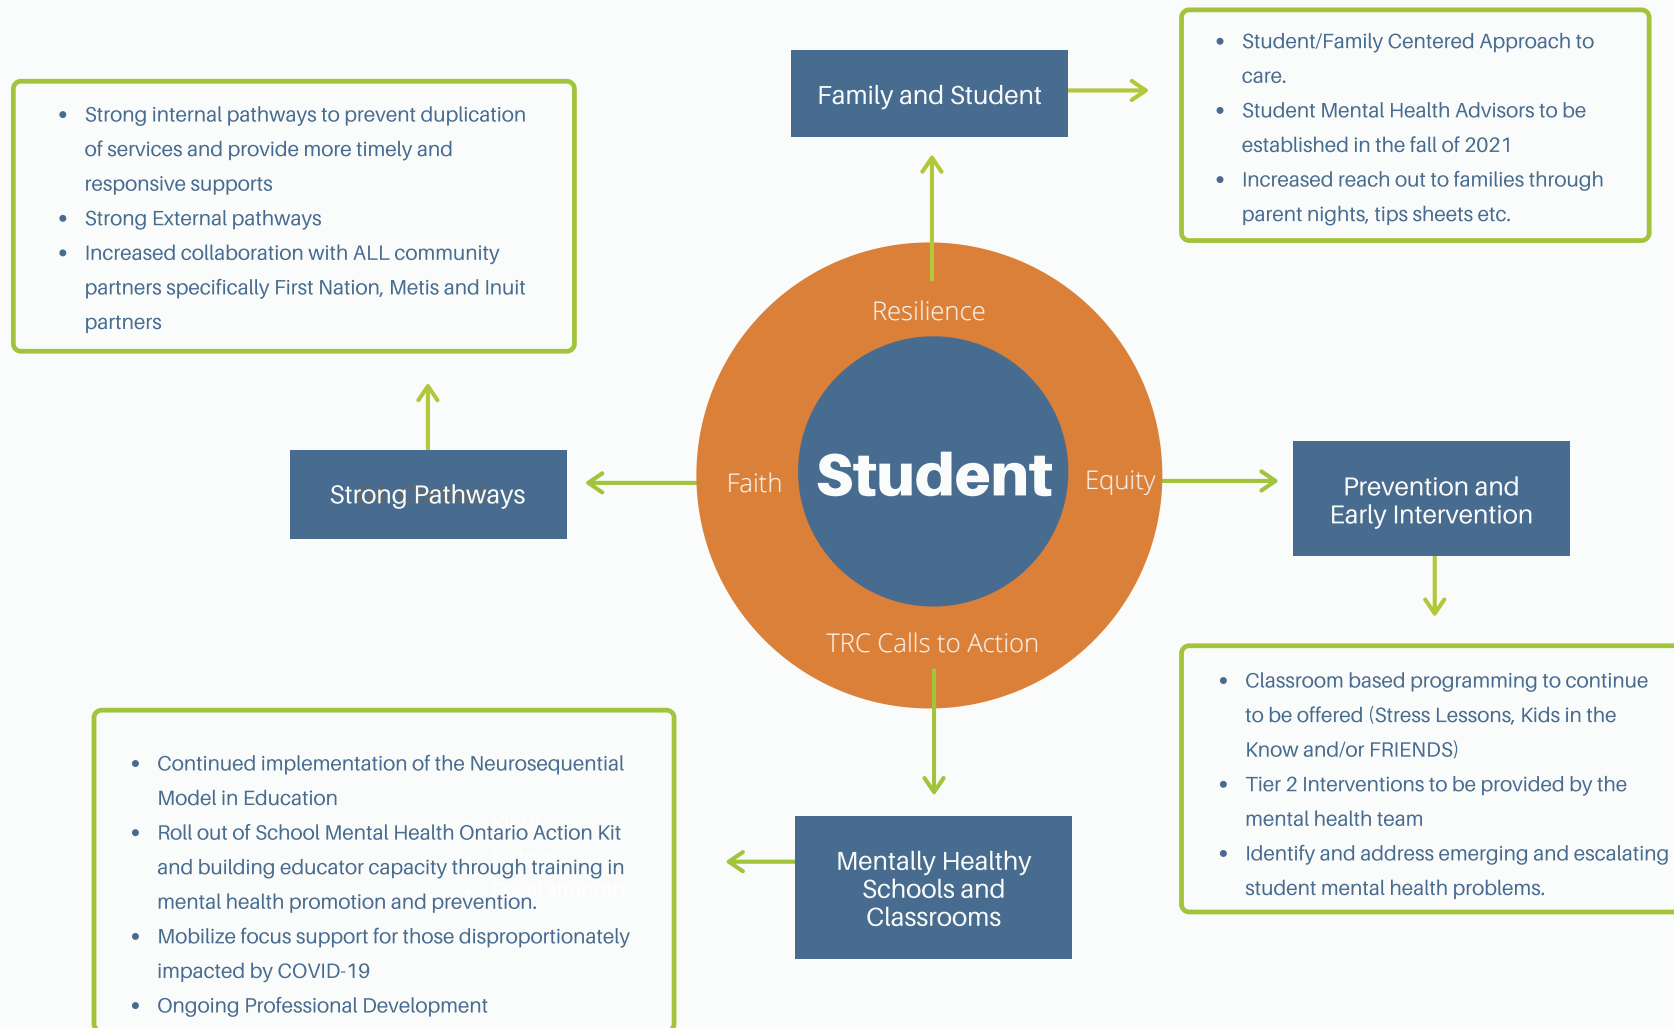 Family and Student
• Student/Family Centered Approach to
care.
• Student Mental Health Advisors to be
established in the fall of 2021
• Increased reach out to families through
parent nights, tips sheets etc.
• Strong internal pathways to prevent duplication
of services and provide more timely and
responsive supports
• Strong External pathways
• Increased collaboration with ALL community
partners specifically First Nation, Metis and Inuit
partners
Strong Pathways
Resilience
Faith
Student
Equity
TRC Calls to Action
Prevention and
Early Intervention
• Classroom based programming to continue
to be offered (Stress Lessons, Kids in the
Know and/or FRIENDS)
• Tier 2 Interventions to be provided by the
mental health team
• Identify and address emerging and escalating
student mental health problems.
Mentally Healthy
Schools and
Classrooms
• Continued implementation of the Neurosequential
Model in Education
• Roll out of School Mental Health Ontario Action Kit
and building educator capacity through training in
mental health promotion and prevention.
• Mobilize focus support for those disproportionately
impacted by COVID-19
• Ongoing Professional Development